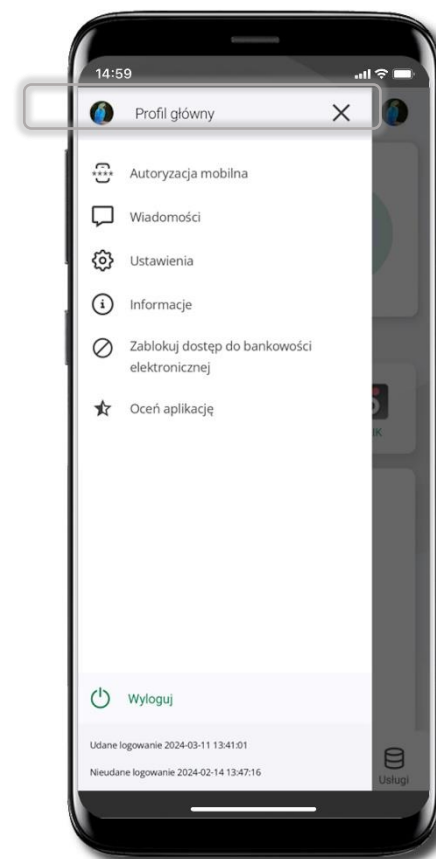 14:59
Profil główny
****
Autoryzacja mobilna
Wiadomości
Ustawienia
Informacje
Zablokuj dostęp do bankowości
elektronicznej
Oceń aplikację
IK
Wyloguj
Udane logowanie 2024-03-11 13:41:01
Nieudane logowanie 2024-02-14 13:47:16
Usługi